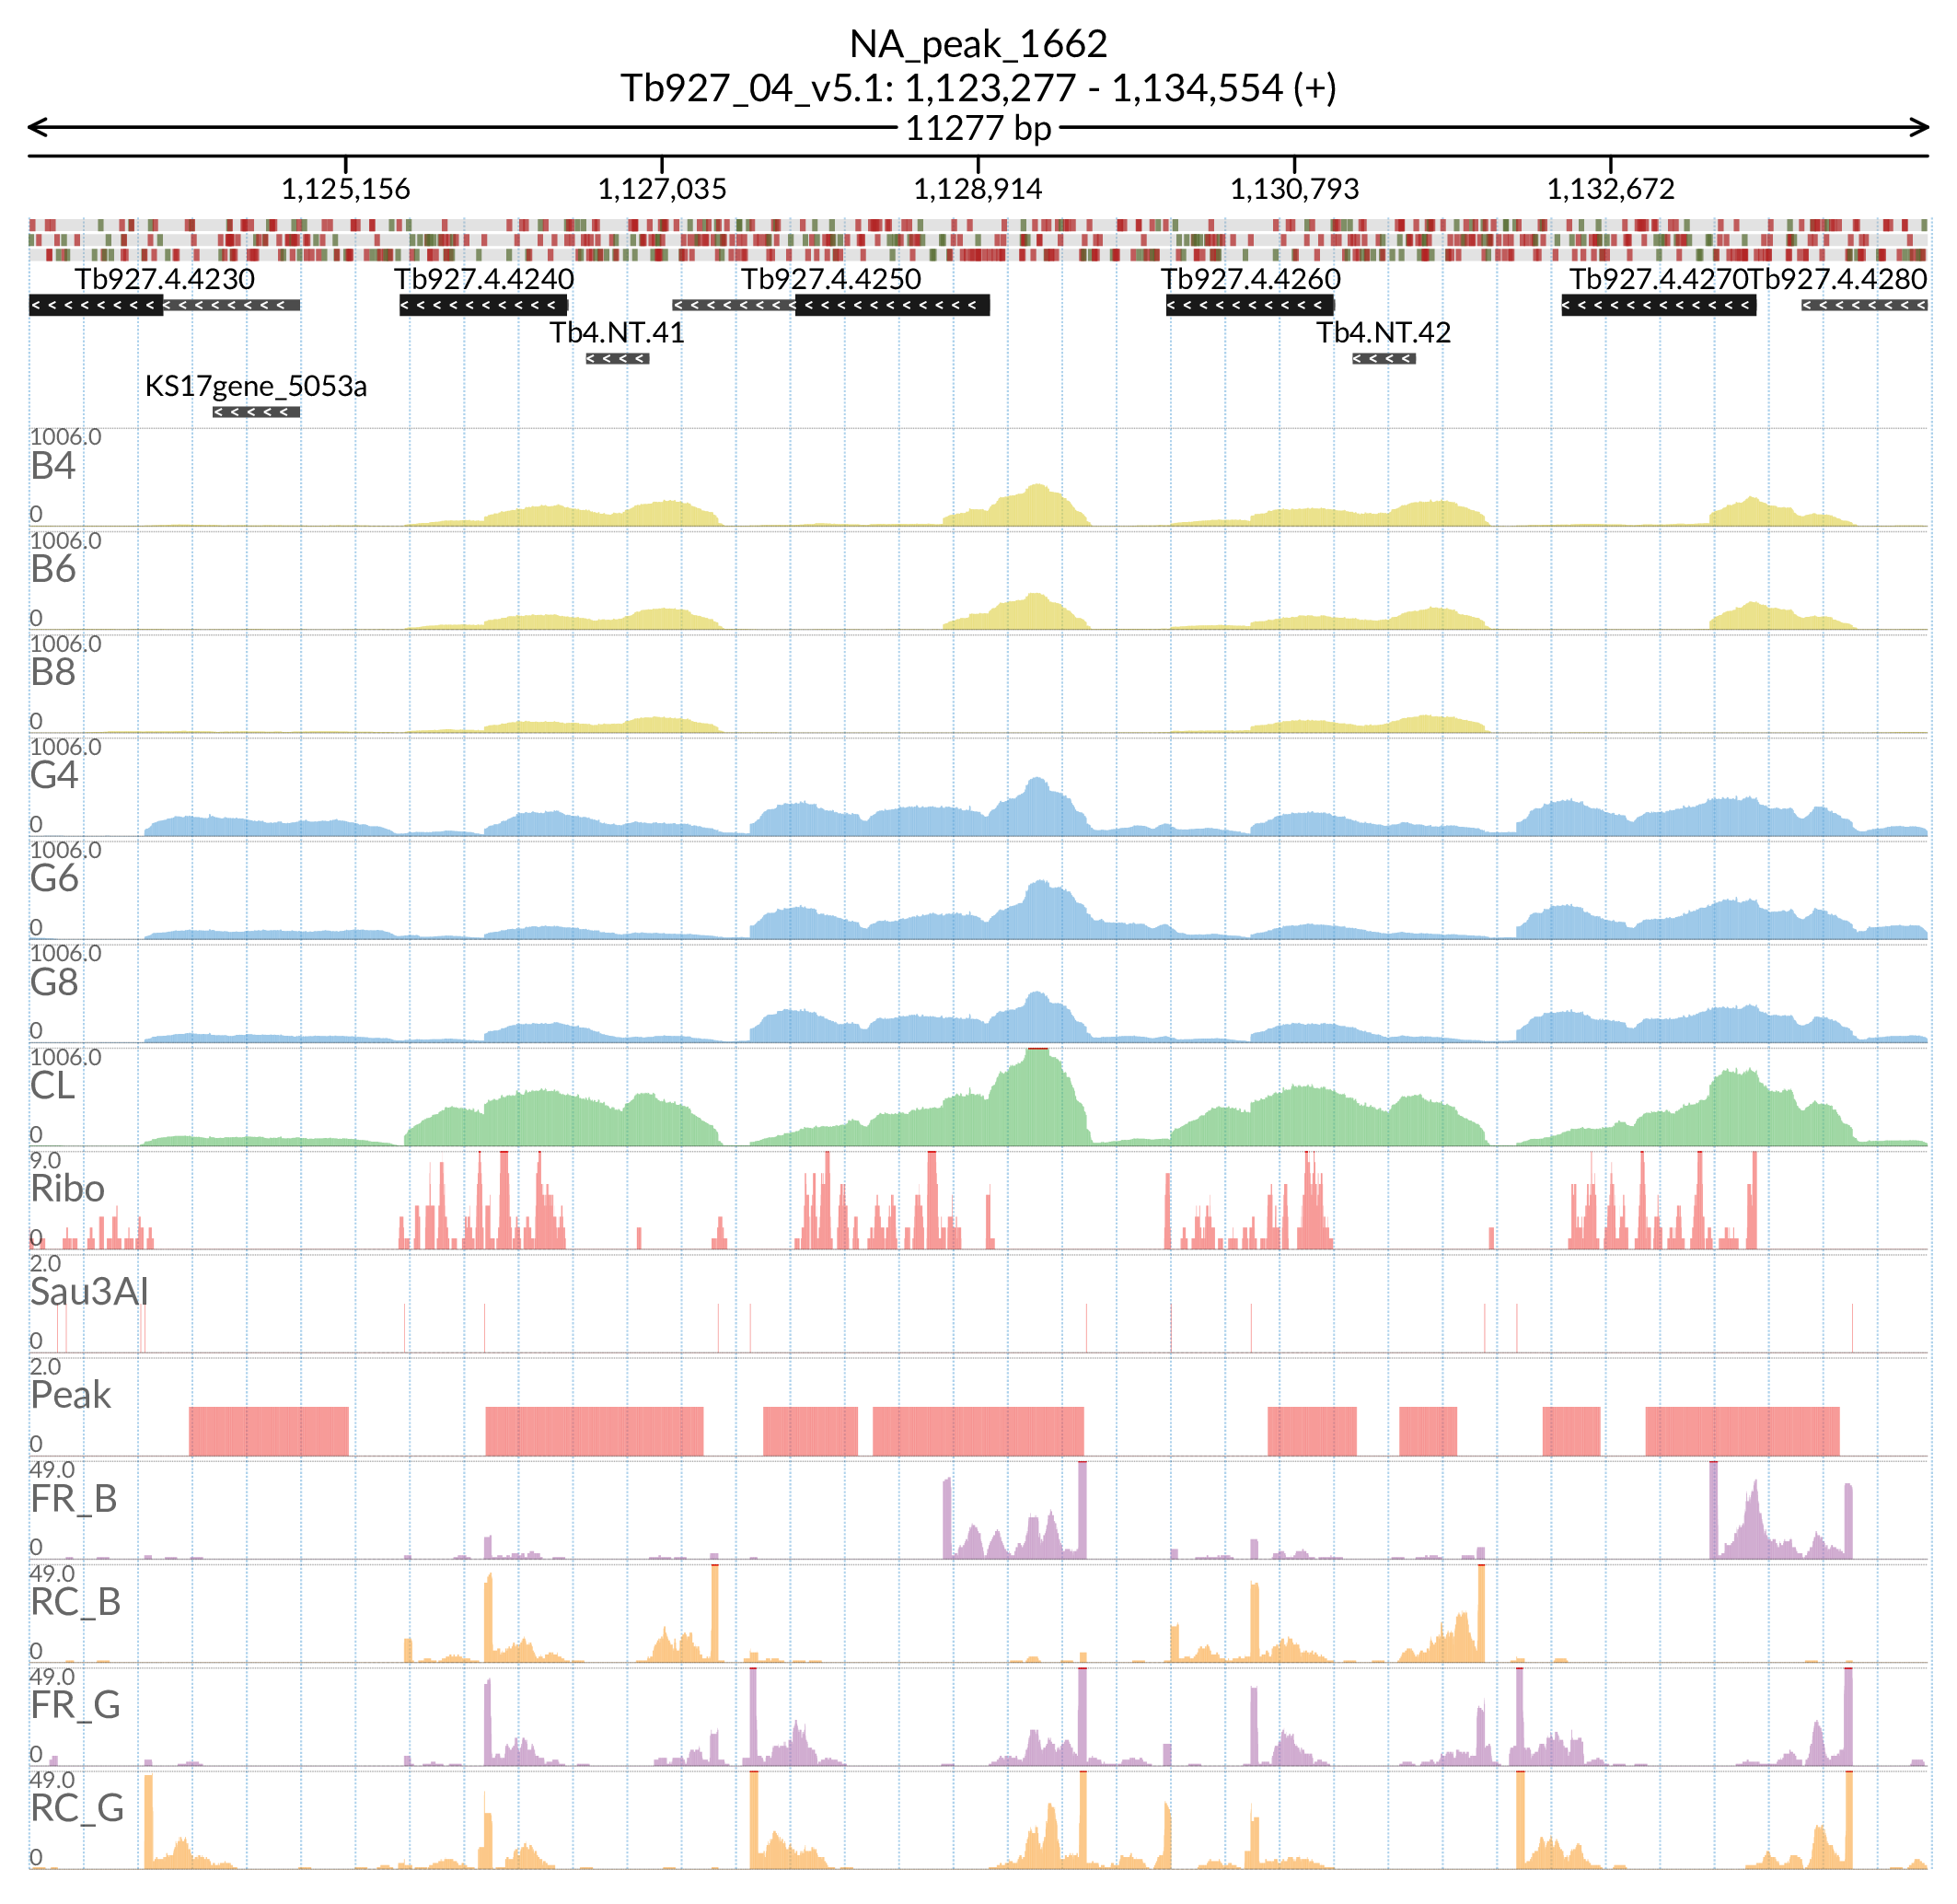 NA_peak_1662
Tb927_04_v5.1: 1,123,277 - 1,134,554 (+)
11277 bp
1,125,156 1,127,035 1,128,914 1,130,793 1,132,672
Tb927.4.4230 Tb927.4.4240 Tb927.4.4250 Tb927.4.4260 Tb927.4.4270 Tb927.4.4280
Tb4.NT.41 Tb4.NT.42
KS17gene_5053a
1006.0
B4
0
1006.0
B6
0
1006.0
B8
0
1006.0
G4
0
1006.0
G6
0
1006.0
G8
0
1006.0
CL
0
9.0
Ribo
0
2.0
Sau3AI
0
2.0
Peak
0
49.0
FR_B
0
49.0
RC_B
0
49.0
FR_G
0
49.0
RC_G
0